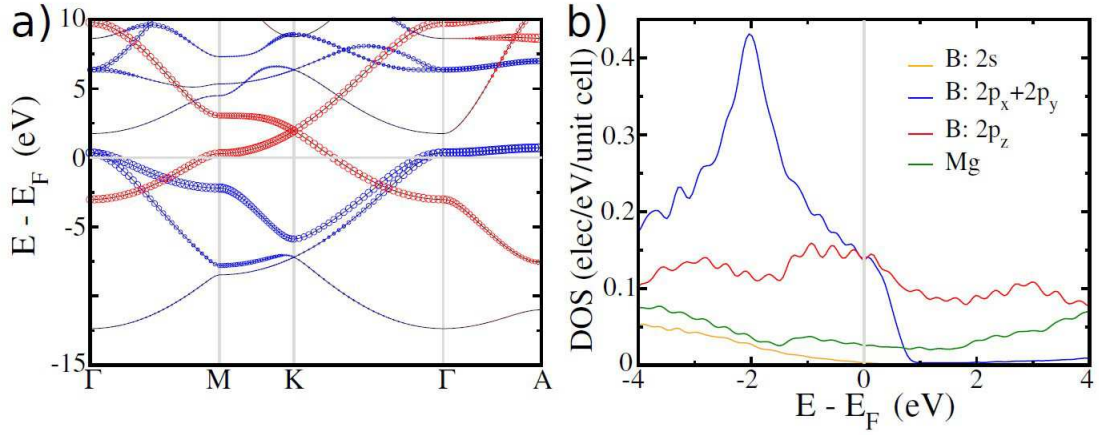 a)
10
5
0
-5
-15
E - E_F (eV)
Γ M K Γ A
b)
0.4
0.3
0.2
0.1
0
DOS (elec/eV/unit cell)
B: 2s
B: 2p_x+2p_y
B: 2p_z
Mg
-4 -2 0 2 4
E - E_F (eV)